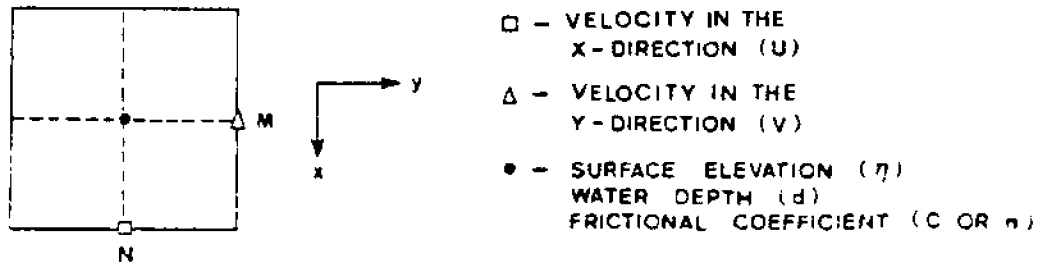 M
N
y
x
□ - VELOCITY IN THE
X-DIRECTION (U)
Δ - VELOCITY IN THE
Y-DIRECTION (V)
• - SURFACE ELEVATION (η)
WATER DEPTH (d)
FRICTIONAL COEFFICIENT (C OR n)